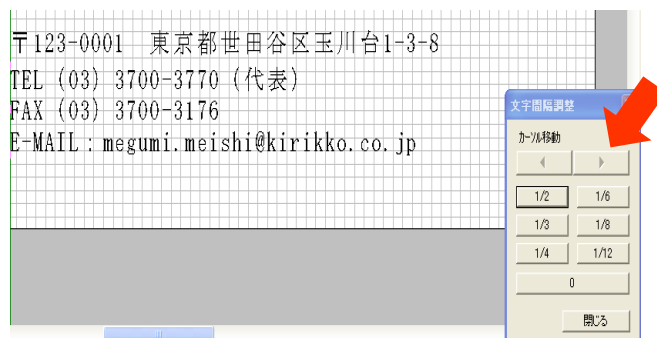 〒123-0001　東京都世田谷区玉川台1-3-8
TEL (03) 3700-3770 (代表)
FAX (03) 3700-3176
E-MAIL：megumi.meishi@kirikko.co.jp
文字間隔調整
カーソル移動
1/2 1/6
1/3 1/8
1/4 1/12
0
閉じる